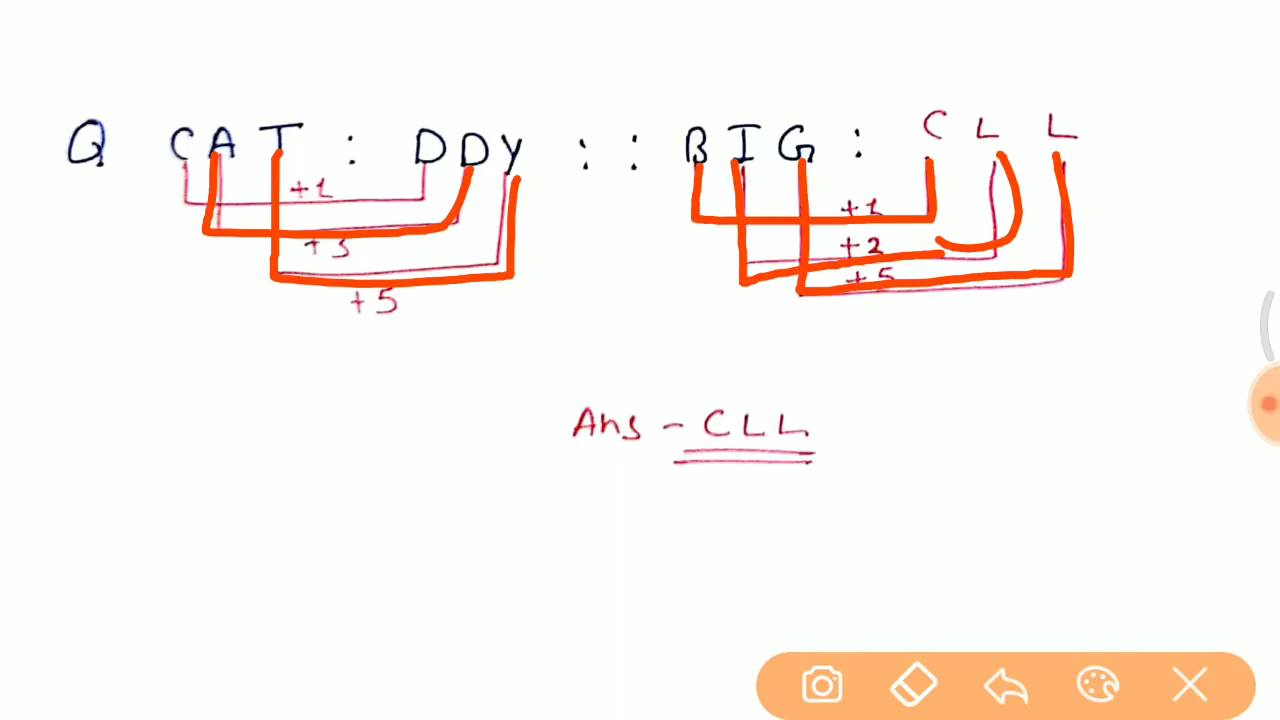 Q CAT : DDY : : BIG : CLL
+1 +1
+3 +2
+5 +5
Ans - CLL